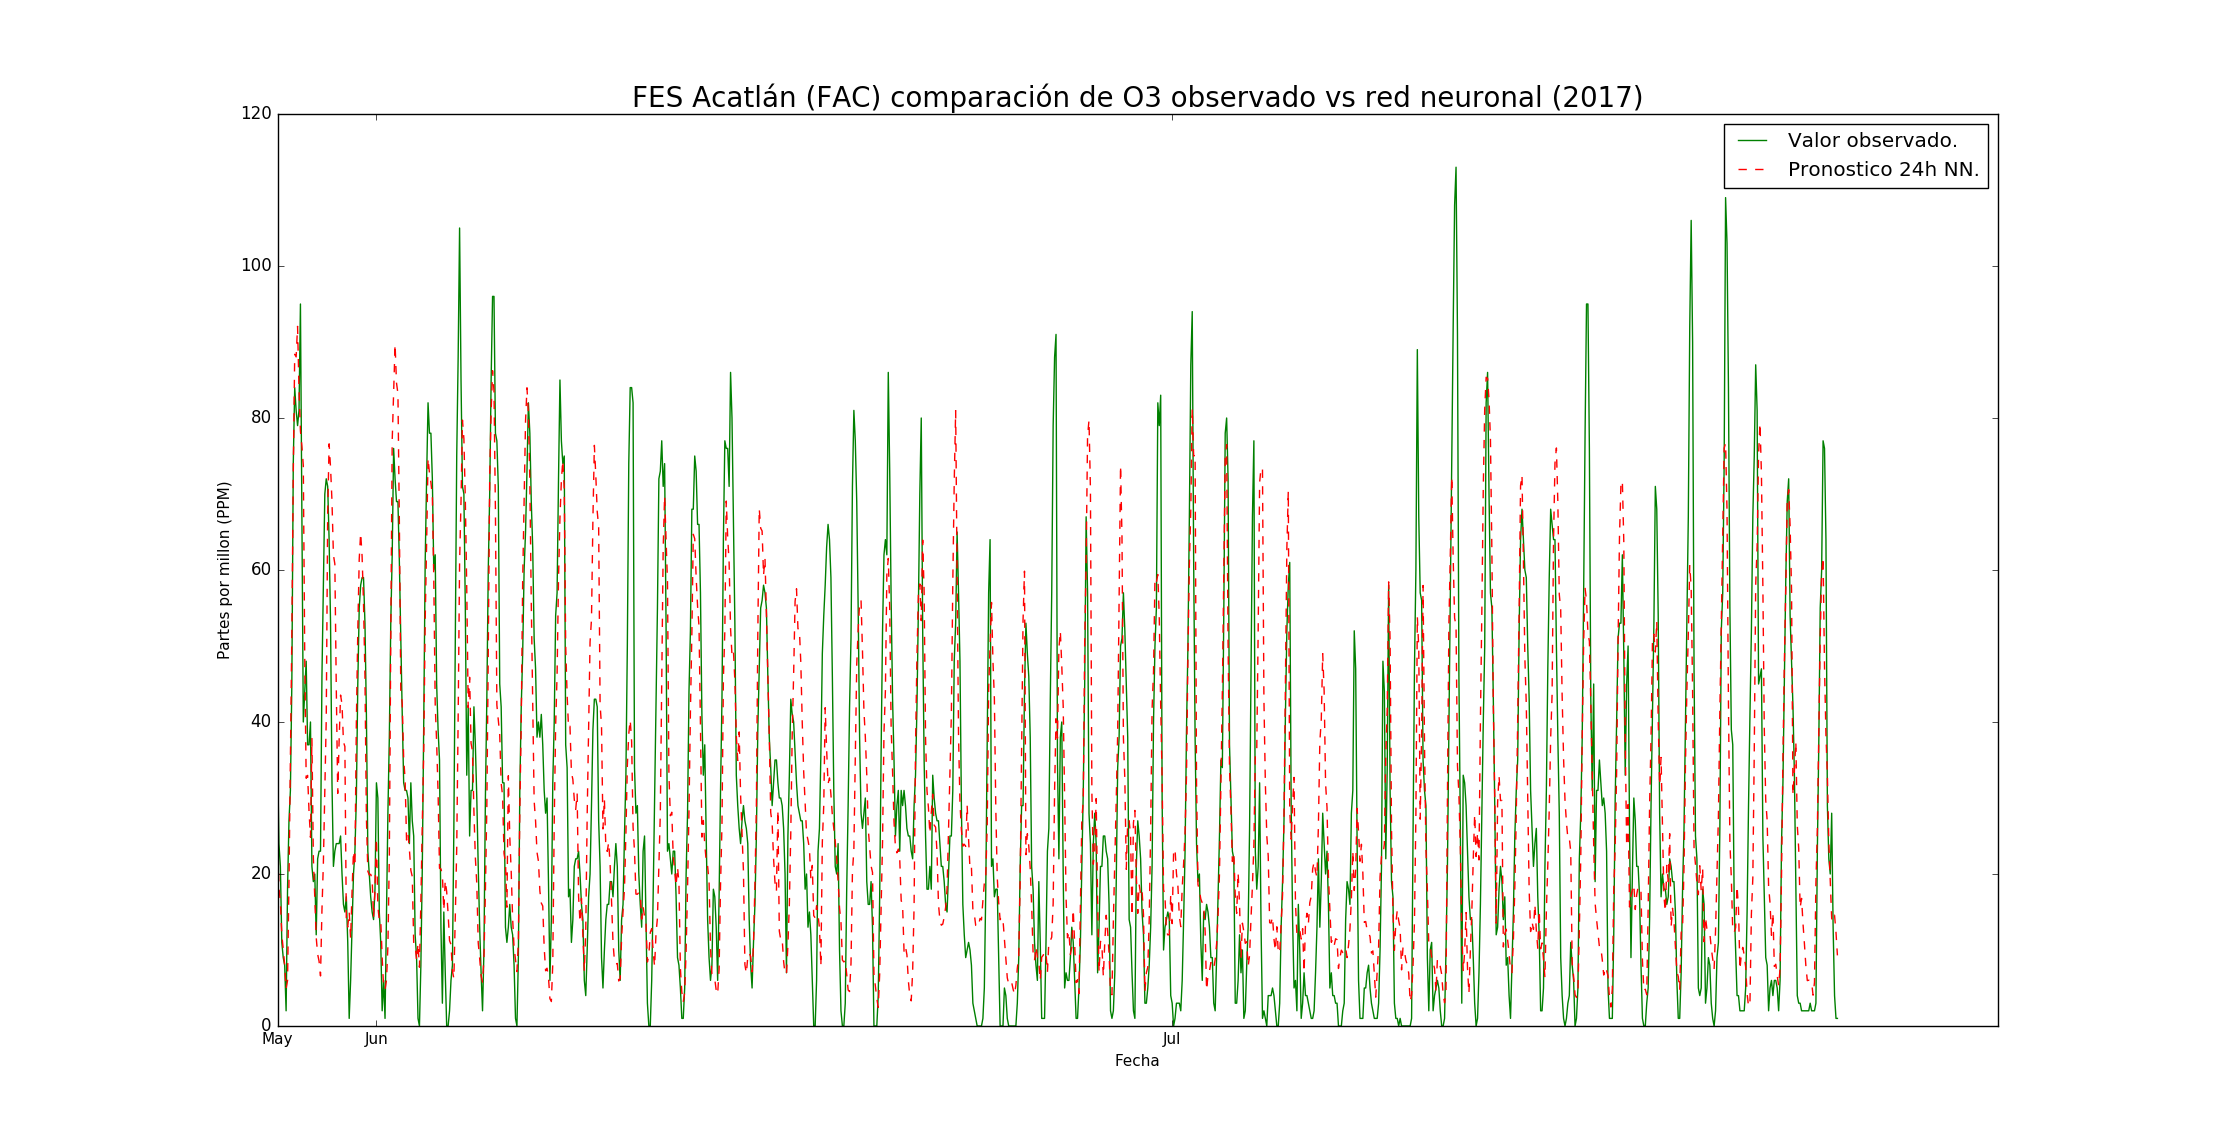 FES Acatlán (FAC) comparación de O3 observado vs red neuronal (2017)
Valor observado.
Pronostico 24h NN.
120
100
80
60
40
20
0
Partes por millon (PPM)
May
Jun
Jul
Fecha